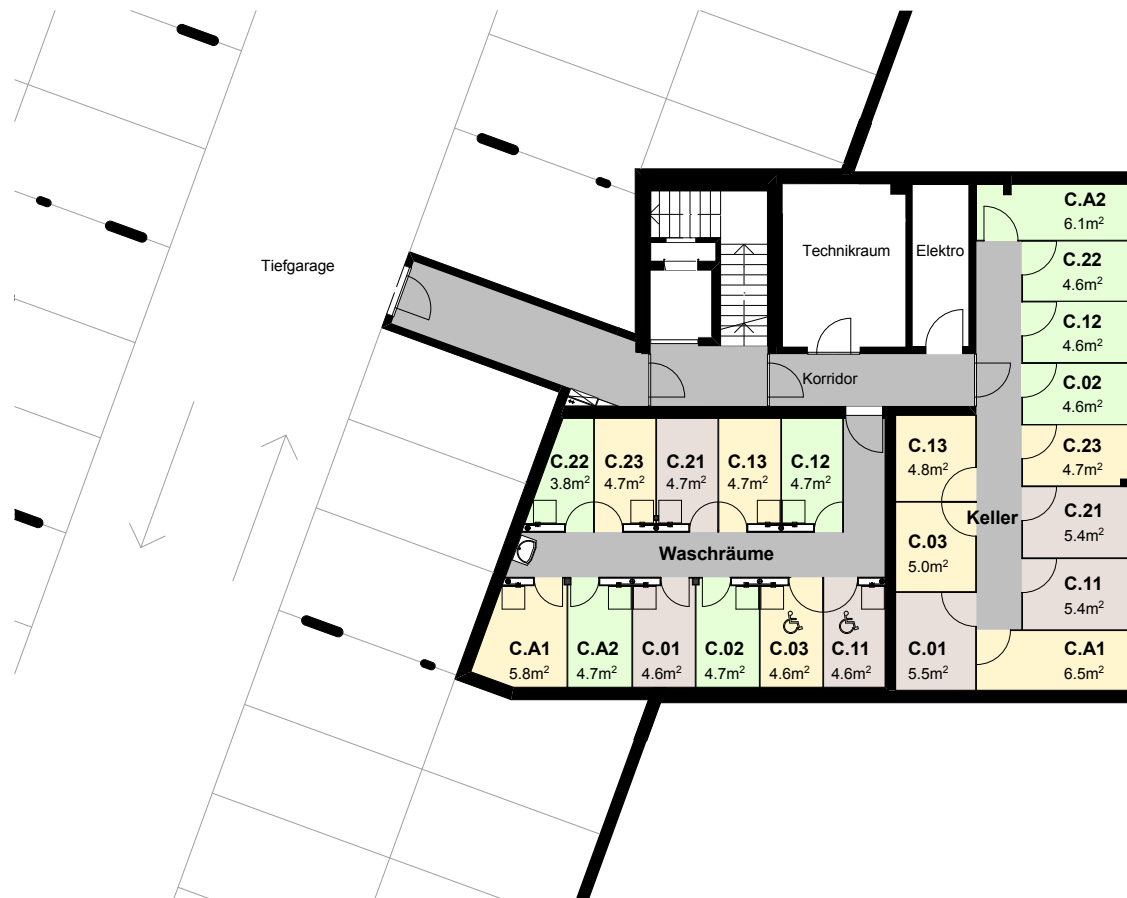 Tiefgarage
Technikraum
Elektro
Korridor
C.A2
6.1m²
C.22
4.6m²
C.12
4.6m²
C.02
4.6m²
C.23
4.7m²
C.21
5.4m²
C.11
5.4m²
C.A1
6.5m²
Keller
C.13
4.8m²
C.03
5.0m²
C.01
5.5m²
C.22
3.8m²
C.23
4.7m²
C.21
4.7m²
C.13
4.7m²
C.12
4.7m²
Waschräume
C.A1
5.8m²
C.A2
4.7m²
C.01
4.6m²
C.02
4.7m²
C.03
4.6m²
C.11
4.6m²